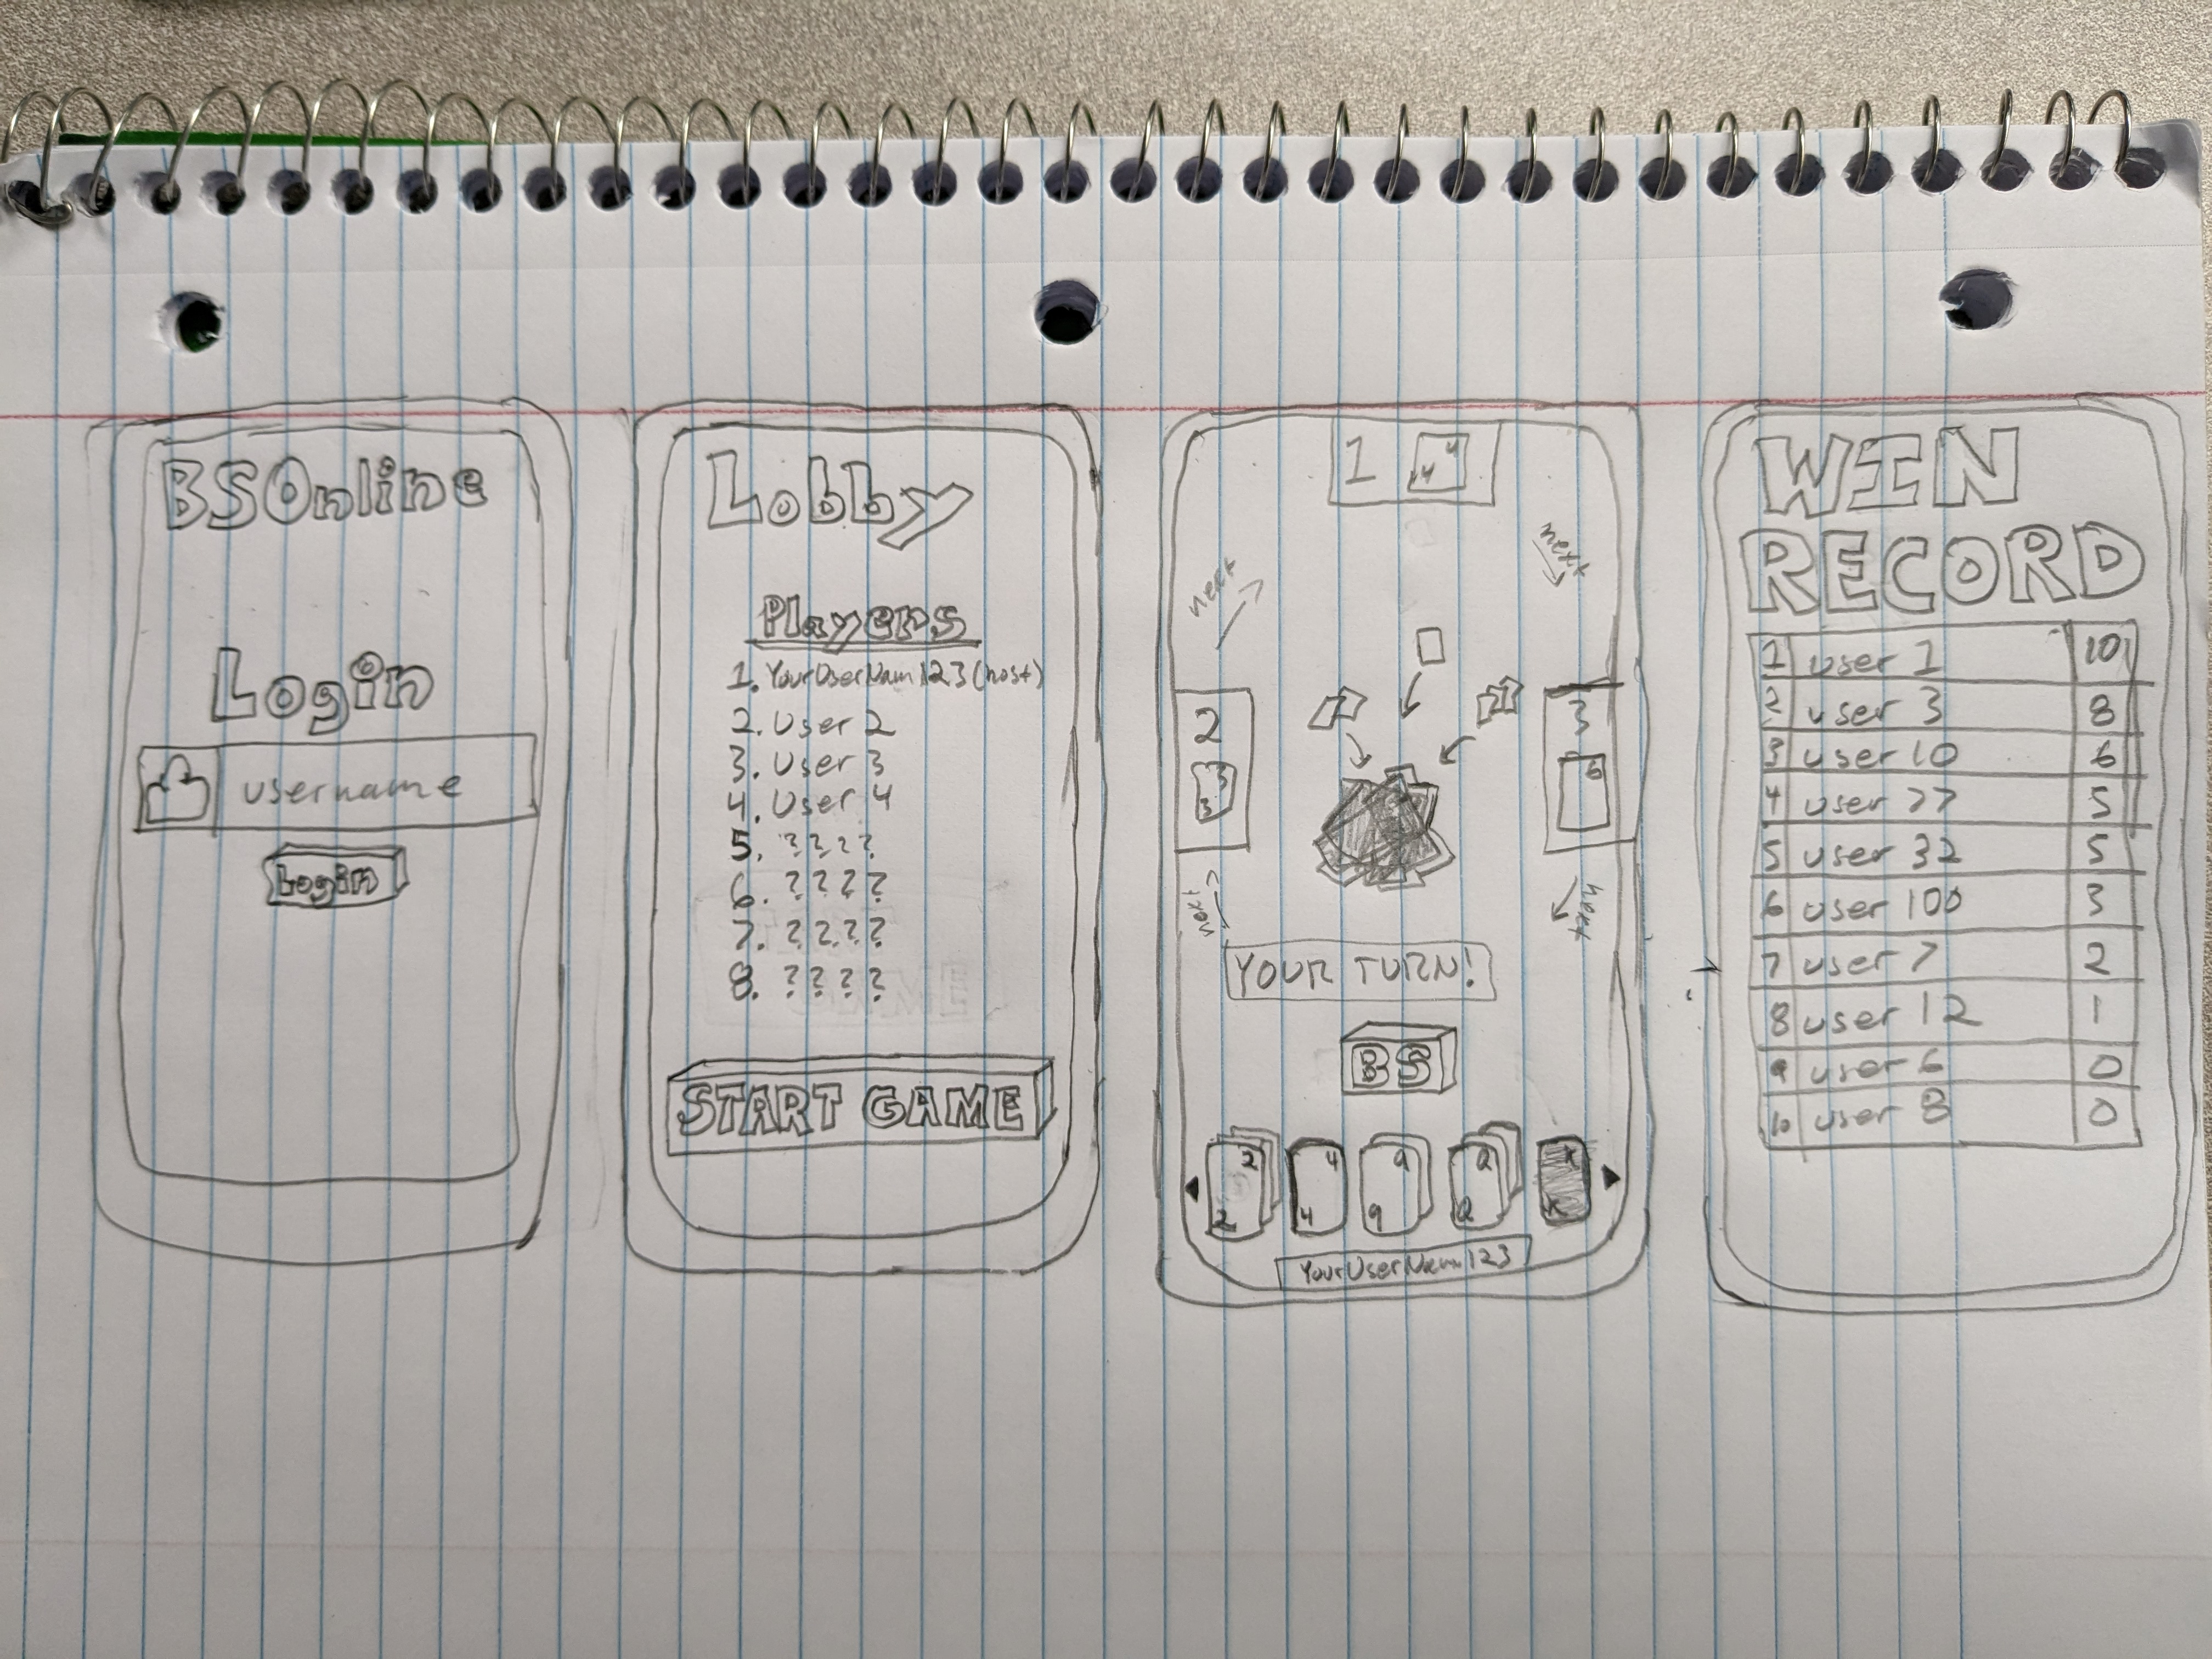 BSOnline
Login
username
Login
Lobby
Players
1. YourUserNam123 (host)
2. User 2
3. User 3
4. User 4
5. ????
6. ????
7. ????
8. ????
START GAME
1 4 4
next
next
2
3 3
3
6
next
next
YOUR TURN!
BS
2 2
4 4
9 9
Q Q
K K
YourUserNam123
WIN
RECORD
1 user 1 10
2 user 3 8
3 user 10 6
4 user 77 5
5 user 32 5
6 user 100 3
7 user 7 2
8 user 12 1
9 user 6 0
10 user 8 0